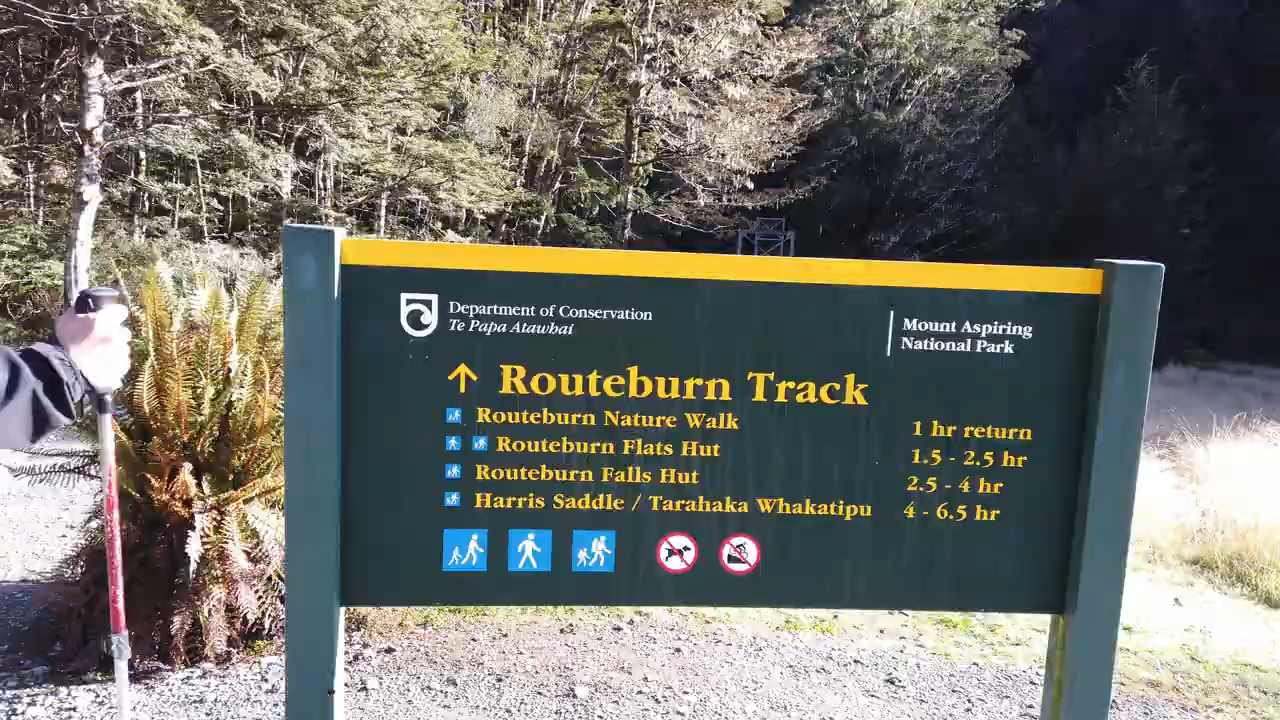 Department of Conservation
Te Papa Atawhai
Mount Aspiring
National Park
↑ Routeburn Track
Routeburn Nature Walk 1 hr return
Routeburn Flats Hut 1.5 - 2.5 hr
Routeburn Falls Hut 2.5 - 4 hr
Harris Saddle / Tarahaka Whakatipu 4 - 6.5 hr